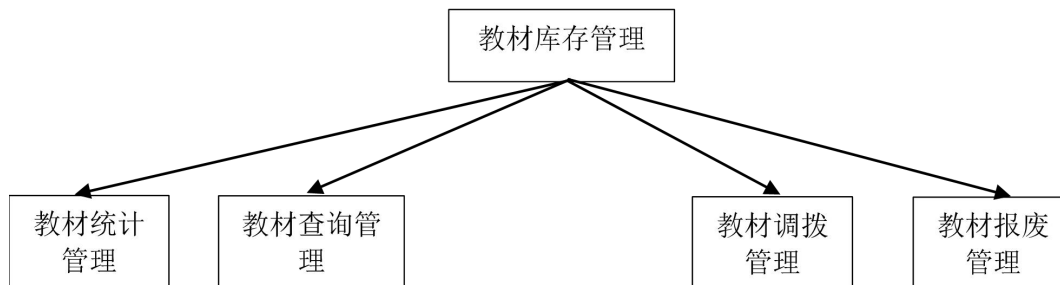 教材库存管理
教材统计
管理
教材查询管
理
教材调拨
管理
教材报废
管理